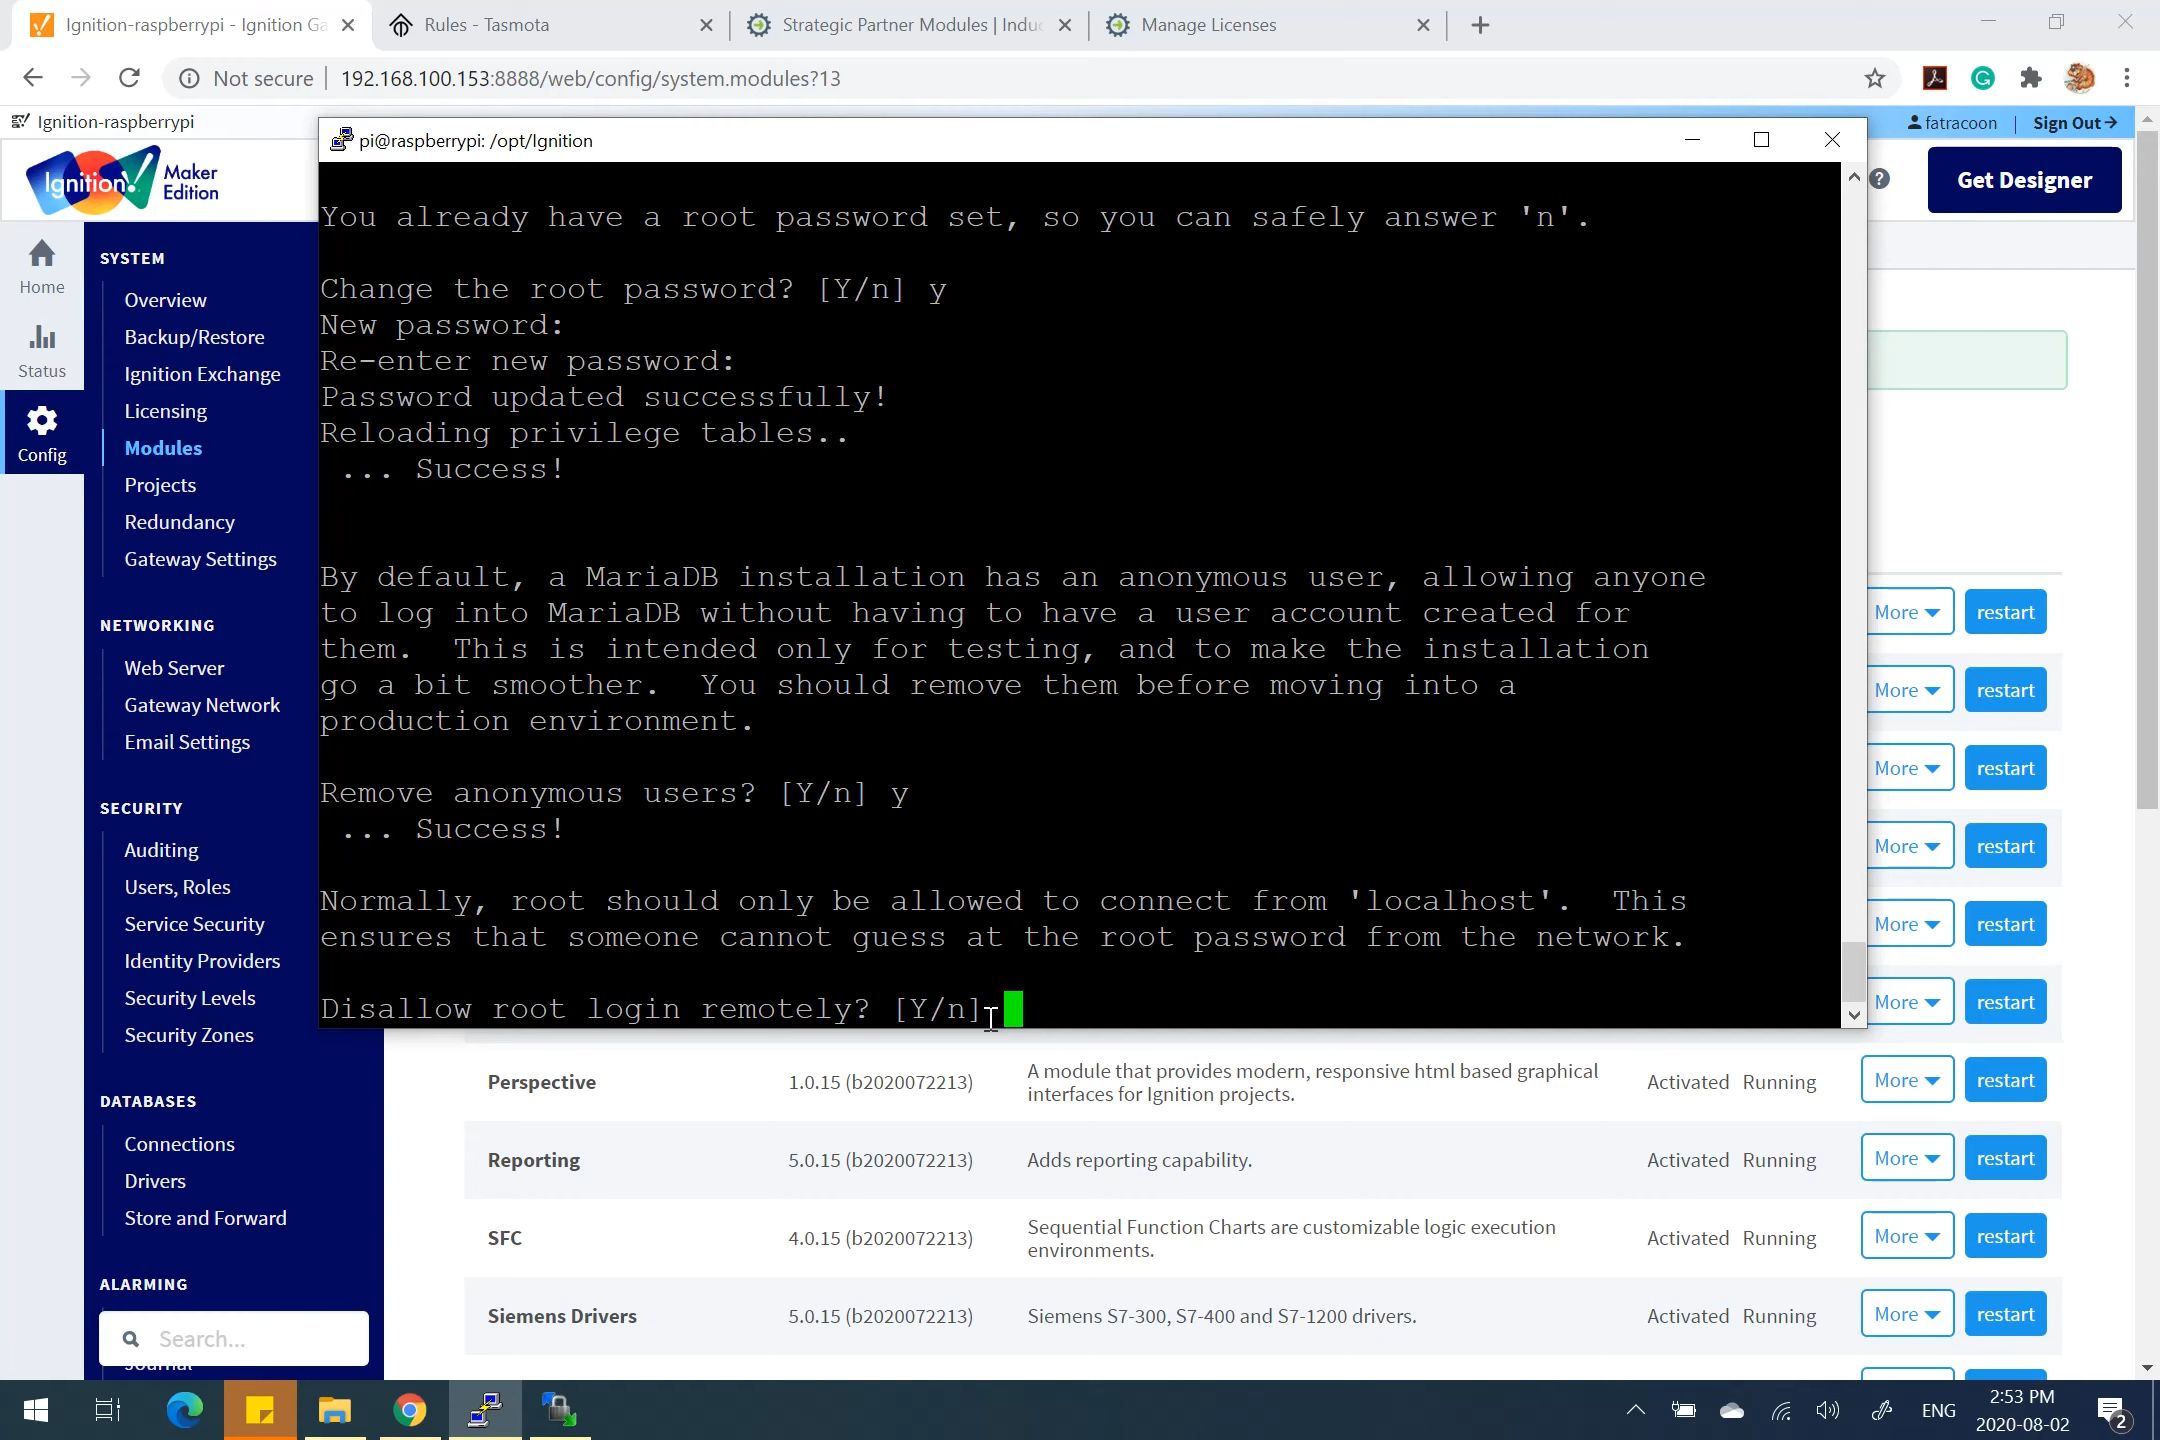 Ignition-raspberrypi - Ignition Ga
Rules - Tasmota
Strategic Partner Modules | Induc
Manage Licenses
Not secure
192.168.100.153:8888/web/config/system.modules?13
Ignition-raspberrypi
fatracoon
Sign Out
Ignition!
Maker
Edition
Get Designer
Home
Status
Config
SYSTEM
Overview
Backup/Restore
Ignition Exchange
Licensing
Modules
Projects
Redundancy
Gateway Settings
NETWORKING
Web Server
Gateway Network
Email Settings
SECURITY
Auditing
Users, Roles
Service Security
Identity Providers
Security Levels
Security Zones
DATABASES
Connections
Drivers
Store and Forward
ALARMING
Search...
Journal
pi@raspberrypi: /opt/Ignition
You already have a root password set, so you can safely answer 'n'.
Change the root password? [Y/n] y
New password:
Re-enter new password:
Password updated successfully!
Reloading privilege tables..
... Success!
By default, a MariaDB installation has an anonymous user, allowing anyone
to log into MariaDB without having to have a user account created for
them.  This is intended only for testing, and to make the installation
go a bit smoother.  You should remove them before moving into a
production environment.
Remove anonymous users? [Y/n] y
... Success!
Normally, root should only be allowed to connect from 'localhost'.  This
ensures that someone cannot guess at the root password from the network.
Disallow root login remotely? [Y/n]
More restart
More restart
More restart
More restart
More restart
More restart
Perspective 1.0.15 (b2020072213) A module that provides modern, responsive html based graphical Activated Running More restart
interfaces for Ignition projects.
Reporting 5.0.15 (b2020072213) Adds reporting capability. Activated Running More restart
SFC 4.0.15 (b2020072213) Sequential Function Charts are customizable logic execution Activated Running More restart
environments.
Siemens Drivers 5.0.15 (b2020072213) Siemens S7-300, S7-400 and S7-1200 drivers. Activated Running More restart
ENG
2:53 PM
2020-08-02
2